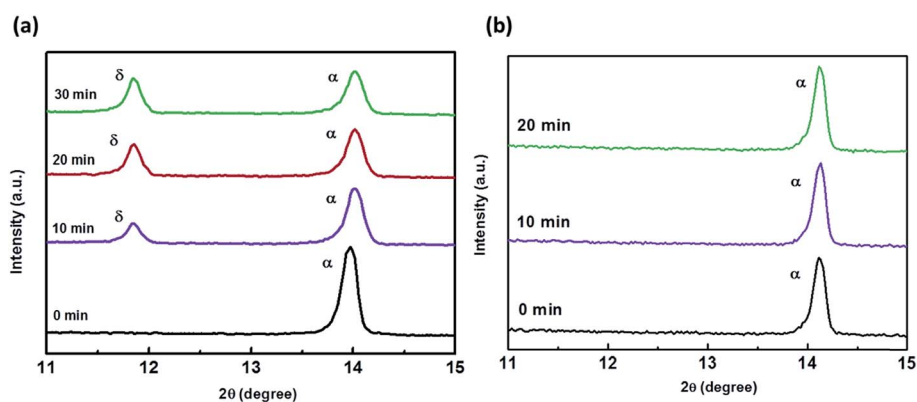 (a)
δ
α
30 min
δ
α
20 min
δ
α
10 min
α
0 min
11
12
13
14
15
2θ (degree)
Intensity (a.u.)
(b)
α
20 min
α
10 min
α
0 min
11
12
13
14
15
2θ (degree)
Intensity (a.u.)